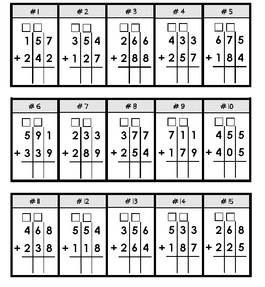 #1 #2 #3 #4 #5
157 354 266 433 675
+242 +127 +288 +257 +184
#6 #7 #8 #9 #10
591 233 377 711 455
+339 +289 +254 +179 +405
#11 #12 #13 #14 #15
468 554 356 533 268
+238 +118 +264 +187 +225